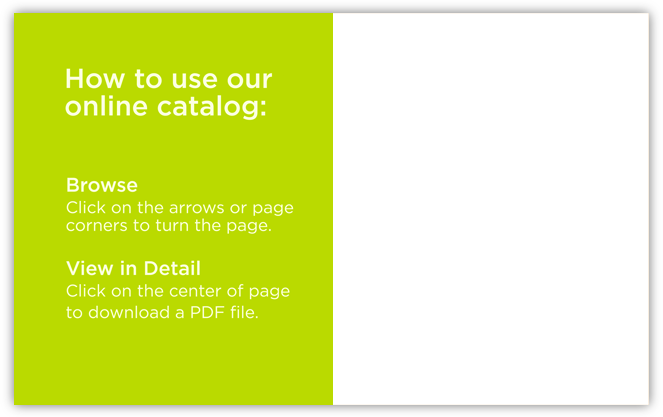 How to use our
online catalog:
Browse
Click on the arrows or page
corners to turn the page.
View in Detail
Click on the center of page
to download a PDF file.